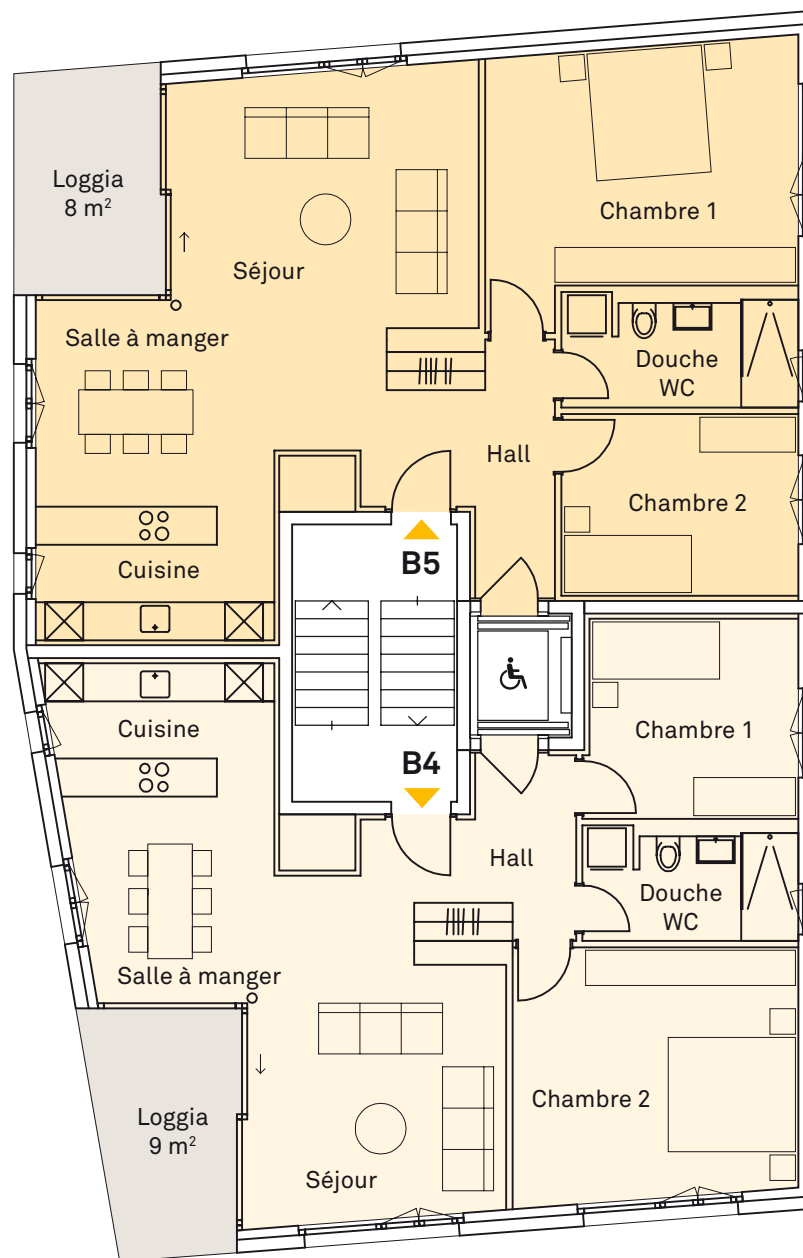 Chambre 1
Loggia
8 m²
Séjour
Salle à manger
Douche
WC
Hall
Chambre 2
B5
Cuisine
Cuisine
Chambre 1
B4
Hall
Douche
WC
Salle à manger
Chambre 2
Loggia
9 m²
Séjour